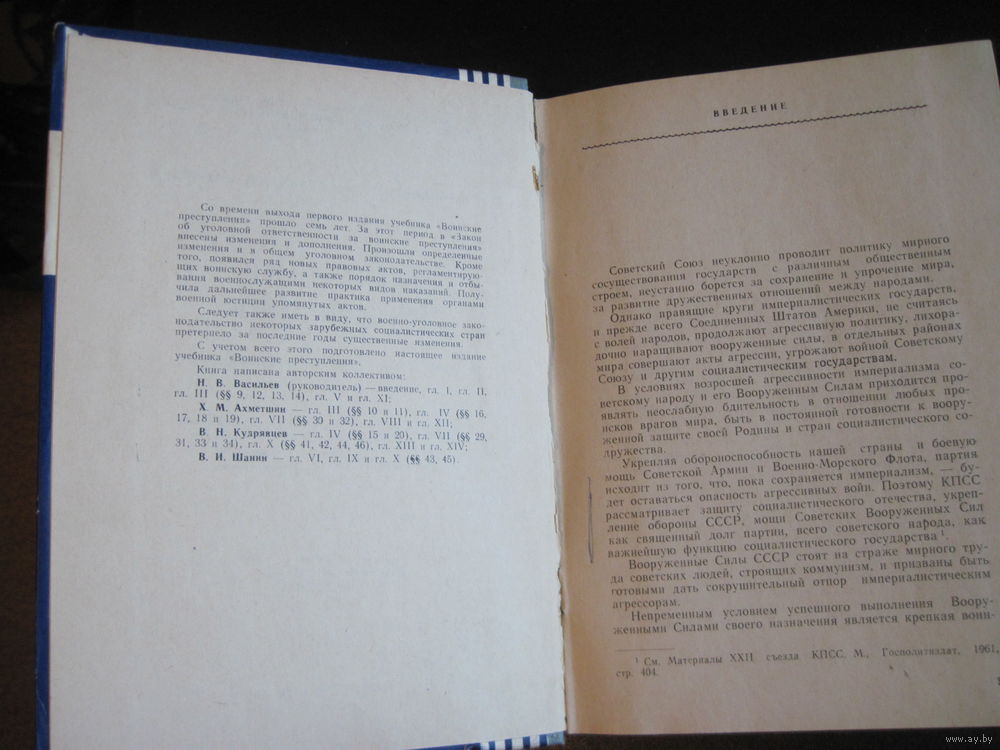 Со времени выхода первого издания учебника «Воинские
преступления» прошло семь лет. За этот период в «Закон
об уголовной ответственности за воинские преступления»
внесены изменения и дополнения. Произошли определенные
изменения и в общем уголовном законодательстве. Кроме
того, появился ряд новых правовых актов, регламентирую-
щих воинскую службу, а также порядок назначения и отбы-
вания военнослужащими некоторых видов наказаний. Полу-
чила дальнейшее развитие практика применения органами
военной юстиции упомянутых актов.
Следует также иметь в виду, что военно-уголовное зако-
нодательство некоторых зарубежных социалистических стран
претерпело за последние годы существенные изменения.
С учетом всего этого подготовлено настоящее издание
учебника «Воинские преступления».
Книга написана авторским коллективом:
Н. В. Васильев (руководитель) — введение, гл. I, гл. II,
гл. III (§§ 9, 12, 13, 14), гл. V и гл. XI;
Х. М. Ахметшин — гл. III (§§ 10 и 11), гл. IV (§§ 16,
17, 18 и 19), гл. VII (§§ 30 и 32), гл. VIII и гл. XII;
В. Н. Кудрявцев — гл. IV (§§ 15 и 20), гл. VII (§§ 29,
31, 33 и 34), гл. X (§§ 41, 42, 44, 46), гл. XIII и гл. XIV;
В. И. Шанин — гл. VI, гл. IX и гл. X (§§ 43, 45).
ВВЕДЕНИЕ
Советский Союз неуклонно проводит политику мирного
сосуществования государств с различным общественным
строем, неустанно борется за сохранение и упрочение мира,
за развитие дружественных отношений между народами.
Однако правящие круги империалистических государств,
и прежде всего Соединенных Штатов Америки, не считаясь
с волей народов, продолжают агрессивную политику, лихора-
дочно наращивают вооруженные силы, в отдельных районах
мира совершают акты агрессии, угрожают войной Советскому
Союзу и другим социалистическим государствам.
В условиях возросшей агрессивности империализма со-
ветскому народу и его Вооруженным Силам приходится про-
являть неослабную бдительность в отношении любых про-
исков врагов мира, быть в постоянной готовности к воору-
женной защите своей Родины и стран социалистического со-
дружества.
Укрепляя обороноспособность нашей страны и боевую
мощь Советской Армии и Военно-Морского Флота, партия
исходит из того, что, пока сохраняется империализм, — бу-
дет оставаться опасность агрессивных войн. Поэтому КПСС
рассматривает защиту социалистического отечества, укреп-
ление обороны СССР, мощи Советских Вооруженных Сил
как священный долг партии, всего советского народа, как
важнейшую функцию социалистического государства ¹.
Вооруженные Силы СССР стоят на страже мирного тру-
да советских людей, строящих коммунизм, и призваны быть
готовыми дать сокрушительный отпор империалистическим
агрессорам.
Непременным условием успешного выполнения Воору-
женными Силами своего назначения является крепкая воин-
¹ См. Материалы XXII съезда КПСС. М., Госполитиздат, 1961,
стр. 404.
www.ay.by